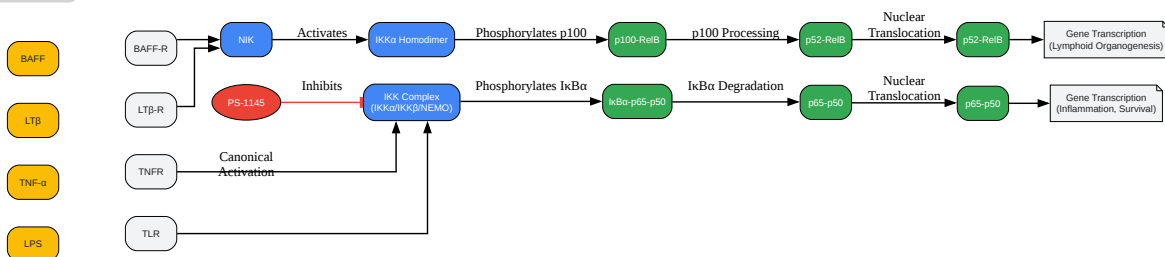 BAFF
LTβ
TNF-α
LPS
BAFF-R
LTβ-R
TNFR
TLR
NIK
Activates
IKKα Homodimer
Phosphorylates p100
p100-RelB
p100 Processing
p52-RelB
Nuclear
Translocation
p52-RelB
Gene Transcription
(Lymphoid Organogenesis)
PS-1145
Inhibits
IKK Complex
(IKKα/IKKβ/NEMO)
Phosphorylates IκBα
IκBα-p65-p50
IκBα Degradation
p65-p50
Nuclear
Translocation
p65-p50
Gene Transcription
(Inflammation, Survival)
Canonical
Activation